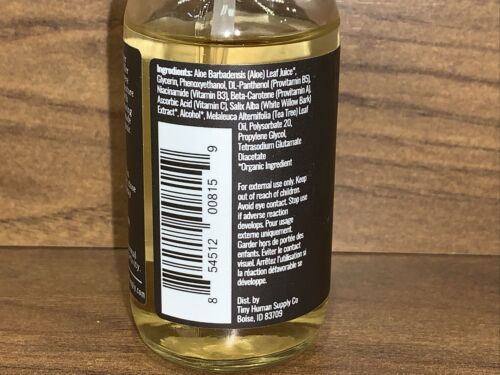 Ingredients: Aloe Barbadensis (Aloe) Leaf Juice*,
Glycerin, Phenoxyethanol, DL-Panthenol (Provitamin B5),
Niacinamide (Vitamin B3), Beta-Carotene (Provitamin A),
Ascorbic Acid (Vitamin C), Salix Alba (White Willow Bark)
Extract*, Alcohol*, Melaleuca Alternifolia (Tea Tree) Leaf
Oil, Polysorbate 20,
Propylene Glycol,
Tetrasodium Glutamate
Diacetate
*Organic Ingredient
For external use only. Keep
out of reach of children.
Avoid eye contact. Stop use
if adverse reaction
develops. Pour usage
externe uniquement.
Garder hors de portée des
enfants. Éviter le contact
visuel. Arrêtez l'utilisation si
la réaction défavorable se
développe.
Dist. by
Tiny Human Supply Co
Boise, ID 83709
8 54512 00815 9